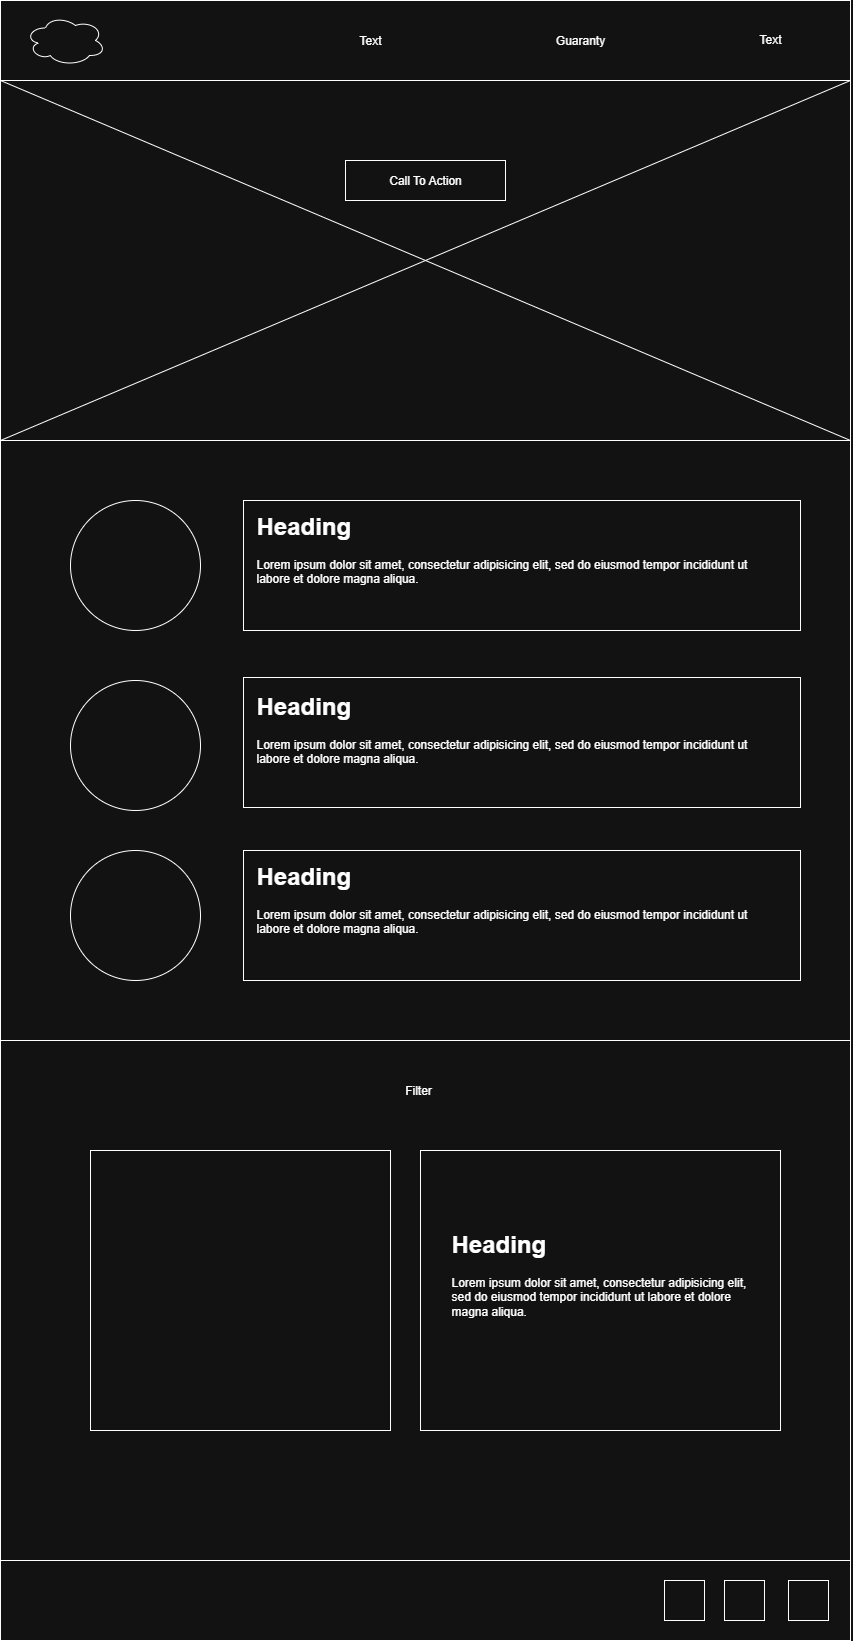 Text
Guaranty
Text
Call To Action
Heading
Lorem ipsum dolor sit amet, consectetur adipisicing elit, sed do eiusmod tempor incididunt ut
labore et dolore magna aliqua.
Heading
Lorem ipsum dolor sit amet, consectetur adipisicing elit, sed do eiusmod tempor incididunt ut
labore et dolore magna aliqua.
Heading
Lorem ipsum dolor sit amet, consectetur adipisicing elit, sed do eiusmod tempor incididunt ut
labore et dolore magna aliqua.
Filter
Heading
Lorem ipsum dolor sit amet, consectetur adipisicing elit,
sed do eiusmod tempor incididunt ut labore et dolore
magna aliqua.